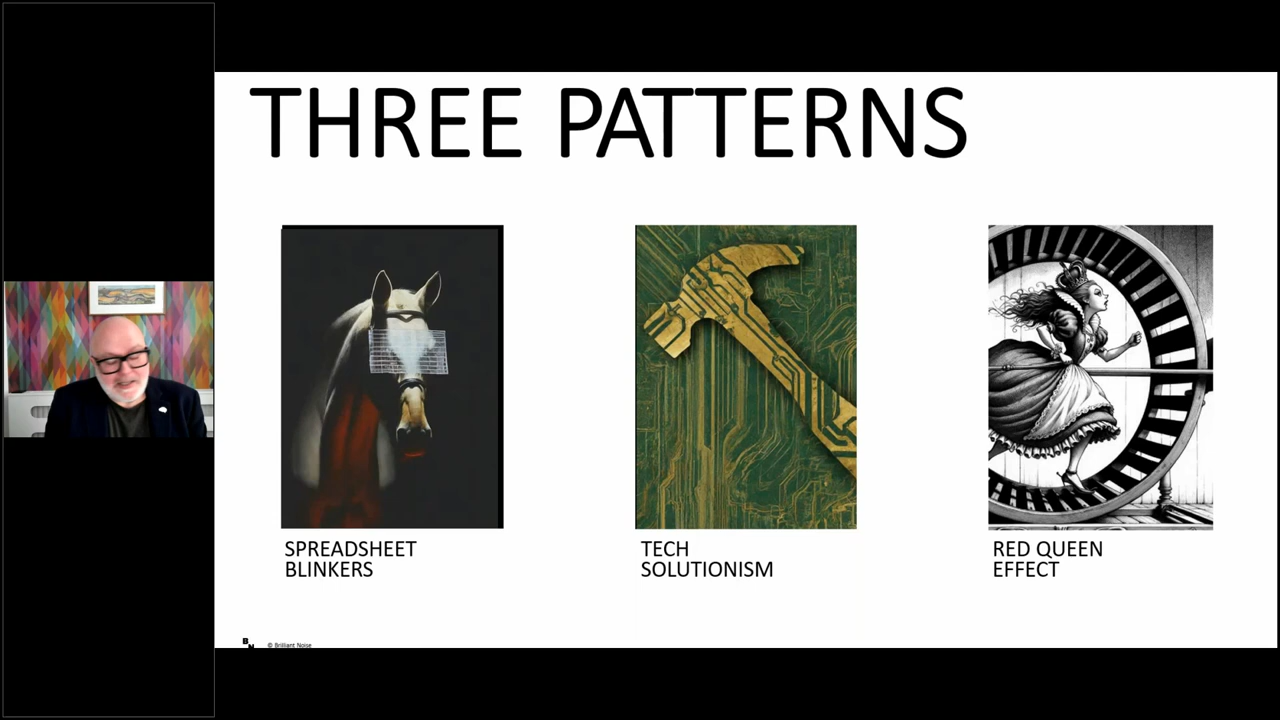 THREE PATTERNS
SPREADSHEET
BLINKERS
TECH
SOLUTIONISM
RED QUEEN
EFFECT
B
N
© Brilliant Noise